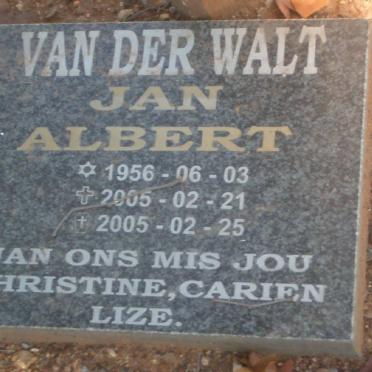 VAN DER WALT
JAN
ALBERT
✡ 1956 - 06 - 03
✞ 2005 - 02 - 21
† 2005 - 02 - 25
JAN ONS MIS JOU
CHRISTINE, CARIEN
LIZE.